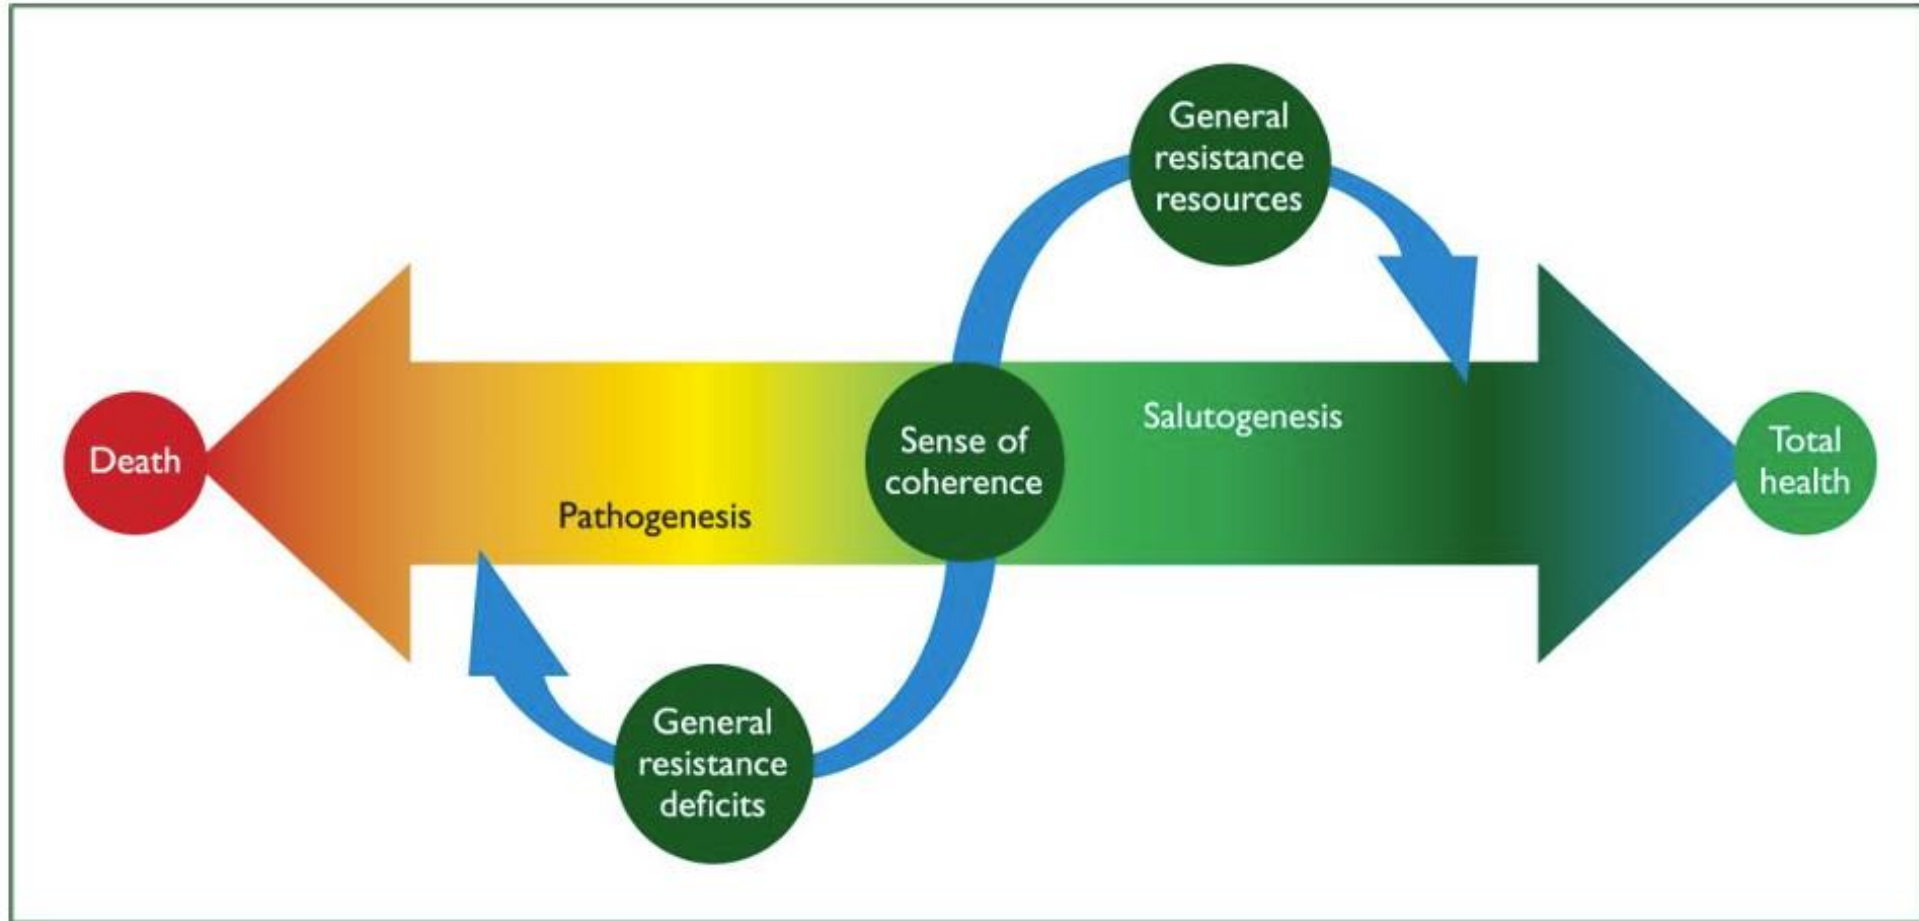 General
resistance
resources
Salutogenesis
Death
Sense of
coherence
Total
health
Pathogenesis
General
resistance
deficits